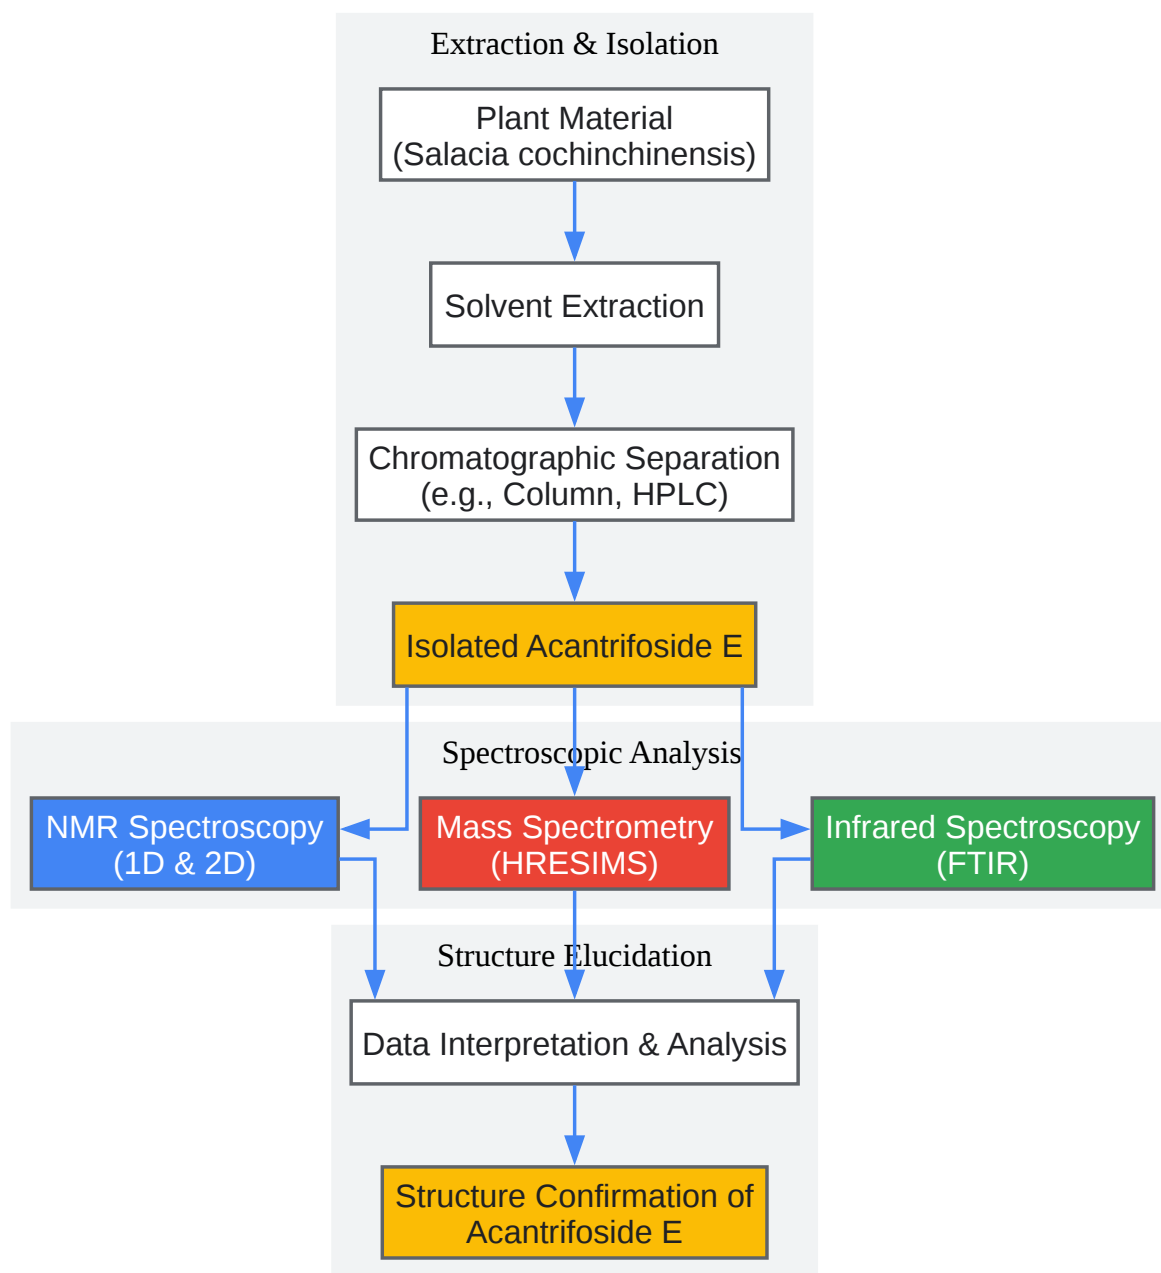 Extraction & Isolation
Plant Material
(Salacia cochinchinensis)
Solvent Extraction
Chromatographic Separation
(e.g., Column, HPLC)
Isolated Acantrifoside E
Spectroscopic Analysis
NMR Spectroscopy
(1D & 2D)
Mass Spectrometry
(HRESIMS)
Infrared Spectroscopy
(FTIR)
Structure Elucidation
Data Interpretation & Analysis
Structure Confirmation of
Acantrifoside E